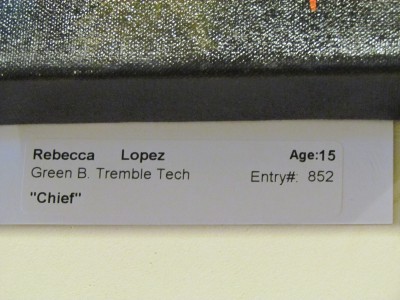 Rebecca Lopez Age:15
Green B. Tremble Tech Entry#: 852
"Chief"